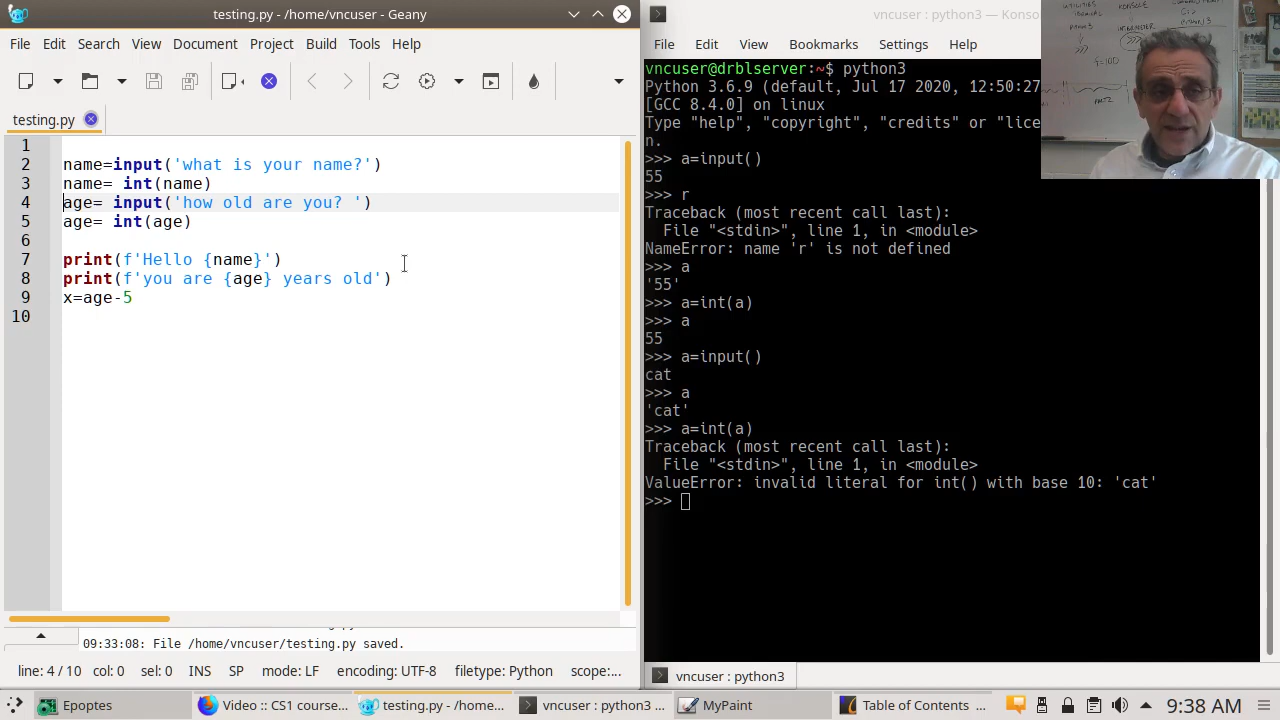 testing.py - /home/vncuser - Geany
File Edit Search View Document Project Build Tools Help
testing.py
1
2 name=input('what is your name?')
3 name= int(name)
4 age= input('how old are you? ')
5 age= int(age)
6
7 print(f'Hello {name}')
8 print(f'you are {age} years old')
9 x=age-5
10
09:33:08: File /home/vncuser/testing.py saved.
line: 4 / 10 col: 0 sel: 0 INS SP mode: LF encoding: UTF-8 filetype: Python scope:...
vncuser : python3 — Konso
File Edit View Bookmarks Settings Help
vncuser@drblserver:~$ python3
Python 3.6.9 (default, Jul 17 2020, 12:50:27
[GCC 8.4.0] on linux
Type "help", "copyright", "credits" or "lice
n.
>>> a=input()
55
>>> r
Traceback (most recent call last):
File "<stdin>", line 1, in <module>
NameError: name 'r' is not defined
>>> a
'55'
>>> a=int(a)
>>> a
55
>>> a=input()
cat
>>> a
'cat'
>>> a=int(a)
Traceback (most recent call last):
File "<stdin>", line 1, in <module>
ValueError: invalid literal for int() with base 10: 'cat'
>>>
vncuser : python3
Epoptes
Video :: CS1 course...
testing.py - /home...
vncuser : python3 ...
MyPaint
Table of Contents ...
9:38 AM